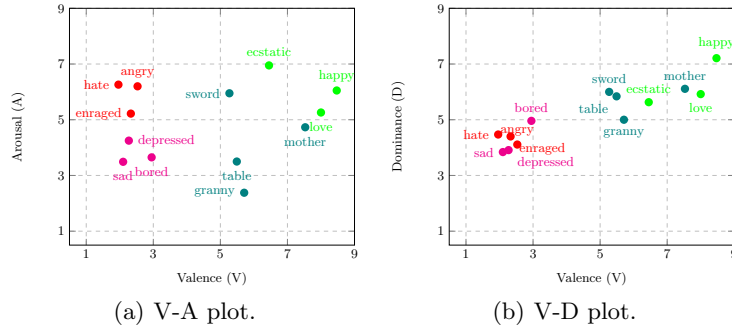 9
7
5
3
1
1
3
5
7
9
Arousal (A)
Valence (V)
ecstatic
angry
happy
hate
sword
enraged
love
depressed
mother
sad
bored
table
granny
(a) V-A plot.
9
7
5
3
1
1
3
5
7
9
Dominance (D)
Valence (V)
happy
sword
mother
ecstatic
bored
table
love
hate
angry
granny
enraged
sad
depressed
(b) V-D plot.